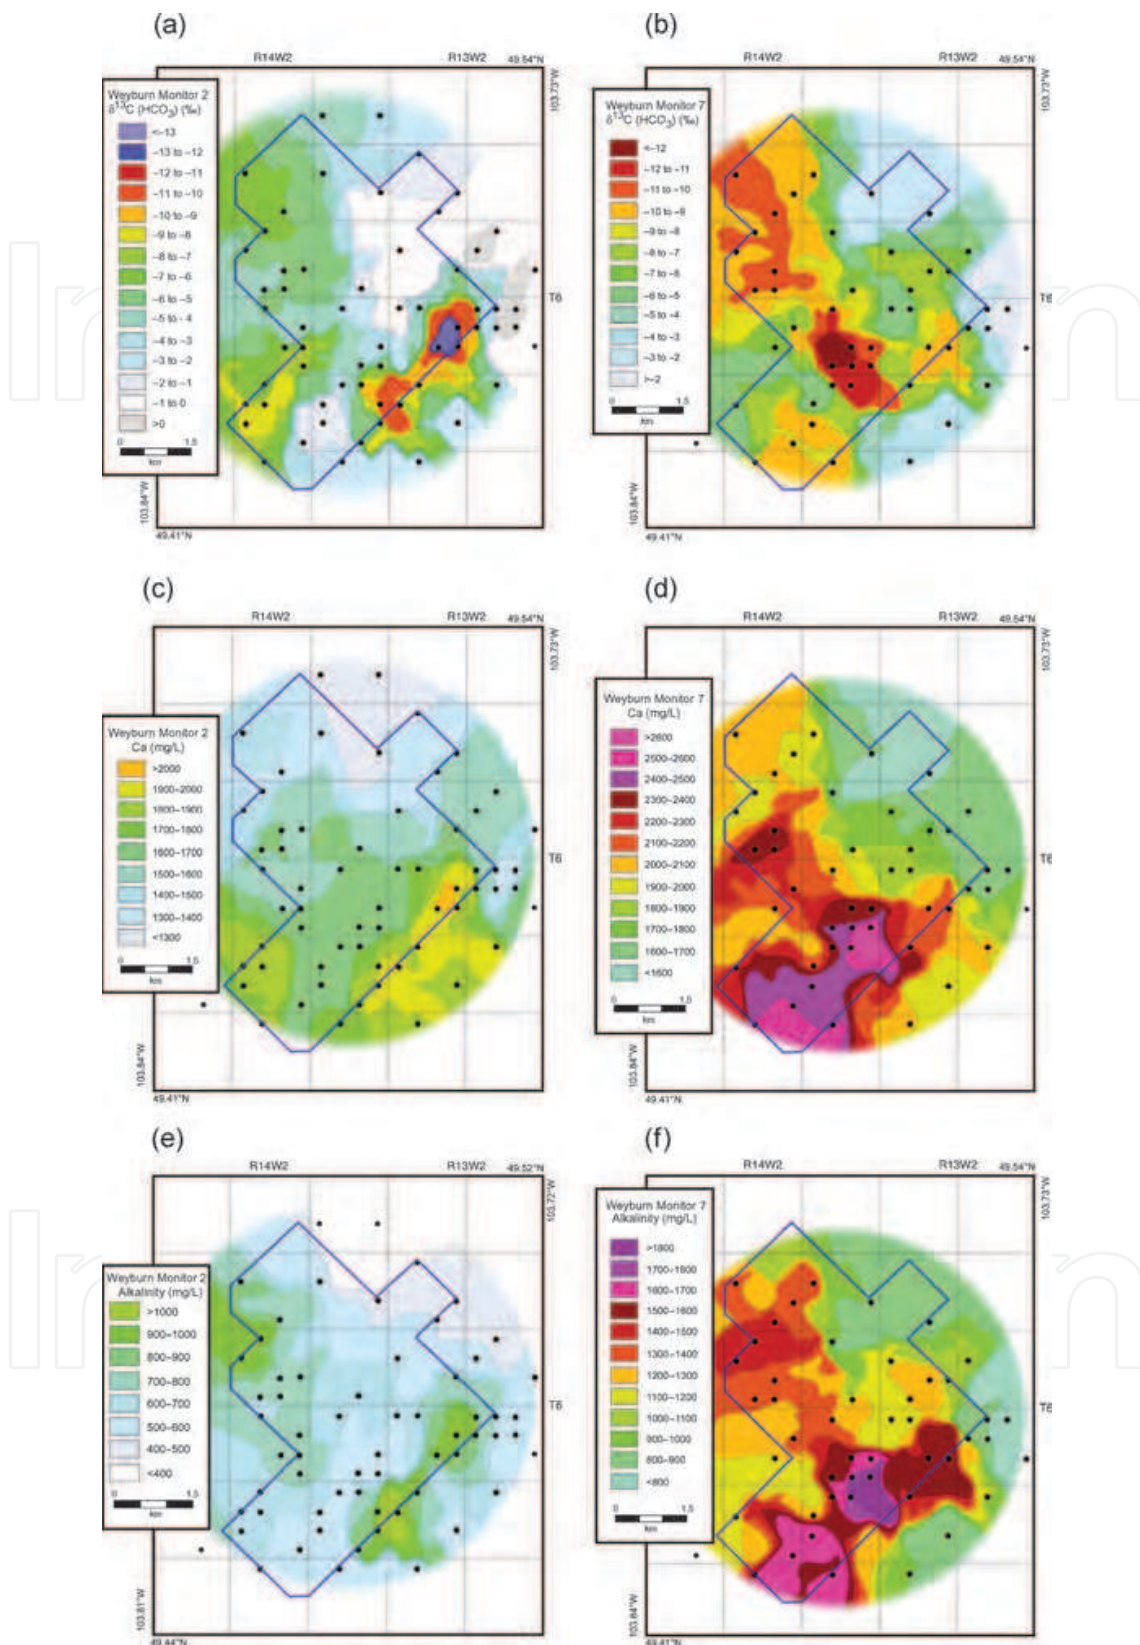 (a)
R14W2
R13W2
49.54°N
103.73°W
Weyburn Monitor 2
δ13C (HCO3) (‰)
<-13
-13 to -12
-12 to -11
-11 to -10
-10 to -9
-9 to -8
-8 to -7
-7 to -6
-6 to -5
-5 to -4
-4 to -3
-3 to -2
-2 to -1
-1 to 0
>0
0
1.5
km
T6
103.84°W
49.41°N
(b)
R14W2
R13W2
49.54°N
103.73°W
Weyburn Monitor 7
δ13C (HCO3) (‰)
<-12
-12 to -11
-11 to -10
-10 to -9
-9 to -8
-8 to -7
-7 to -6
-6 to -5
-5 to -4
-4 to -3
-3 to -2
>-2
0
1.5
km
T6
103.84°W
49.41°N
(c)
R14W2
R13W2
49.54°N
103.73°W
Weyburn Monitor 2
Ca (mg/L)
>2000
1900-2000
1800-1900
1700-1800
1600-1700
1500-1600
1400-1500
1300-1400
<1300
0
1.5
km
T6
103.84°W
49.41°N
(d)
R14W2
R13W2
49.54°N
103.73°W
Weyburn Monitor 7
Ca (mg/L)
>2600
2500-2600
2400-2500
2300-2400
2200-2300
2100-2200
2000-2100
1900-2000
1800-1900
1700-1800
1600-1700
<1600
0
1.5
km
T6
103.84°W
49.41°N
(e)
R14W2
R13W2
49.52°N
103.72°W
Weyburn Monitor 2
Alkalinity (mg/L)
>1000
900-1000
800-900
700-800
600-700
500-600
400-500
<400
0
1.5
km
T6
103.81°W
49.44°N
(f)
R14W2
R13W2
49.54°N
103.73°W
Weyburn Monitor 7
Alkalinity (mg/L)
>1800
1700-1800
1600-1700
1500-1600
1400-1500
1300-1400
1200-1300
1100-1200
1000-1100
900-1000
800-900
<800
0
1.5
km
T6
103.84°W
49.41°N